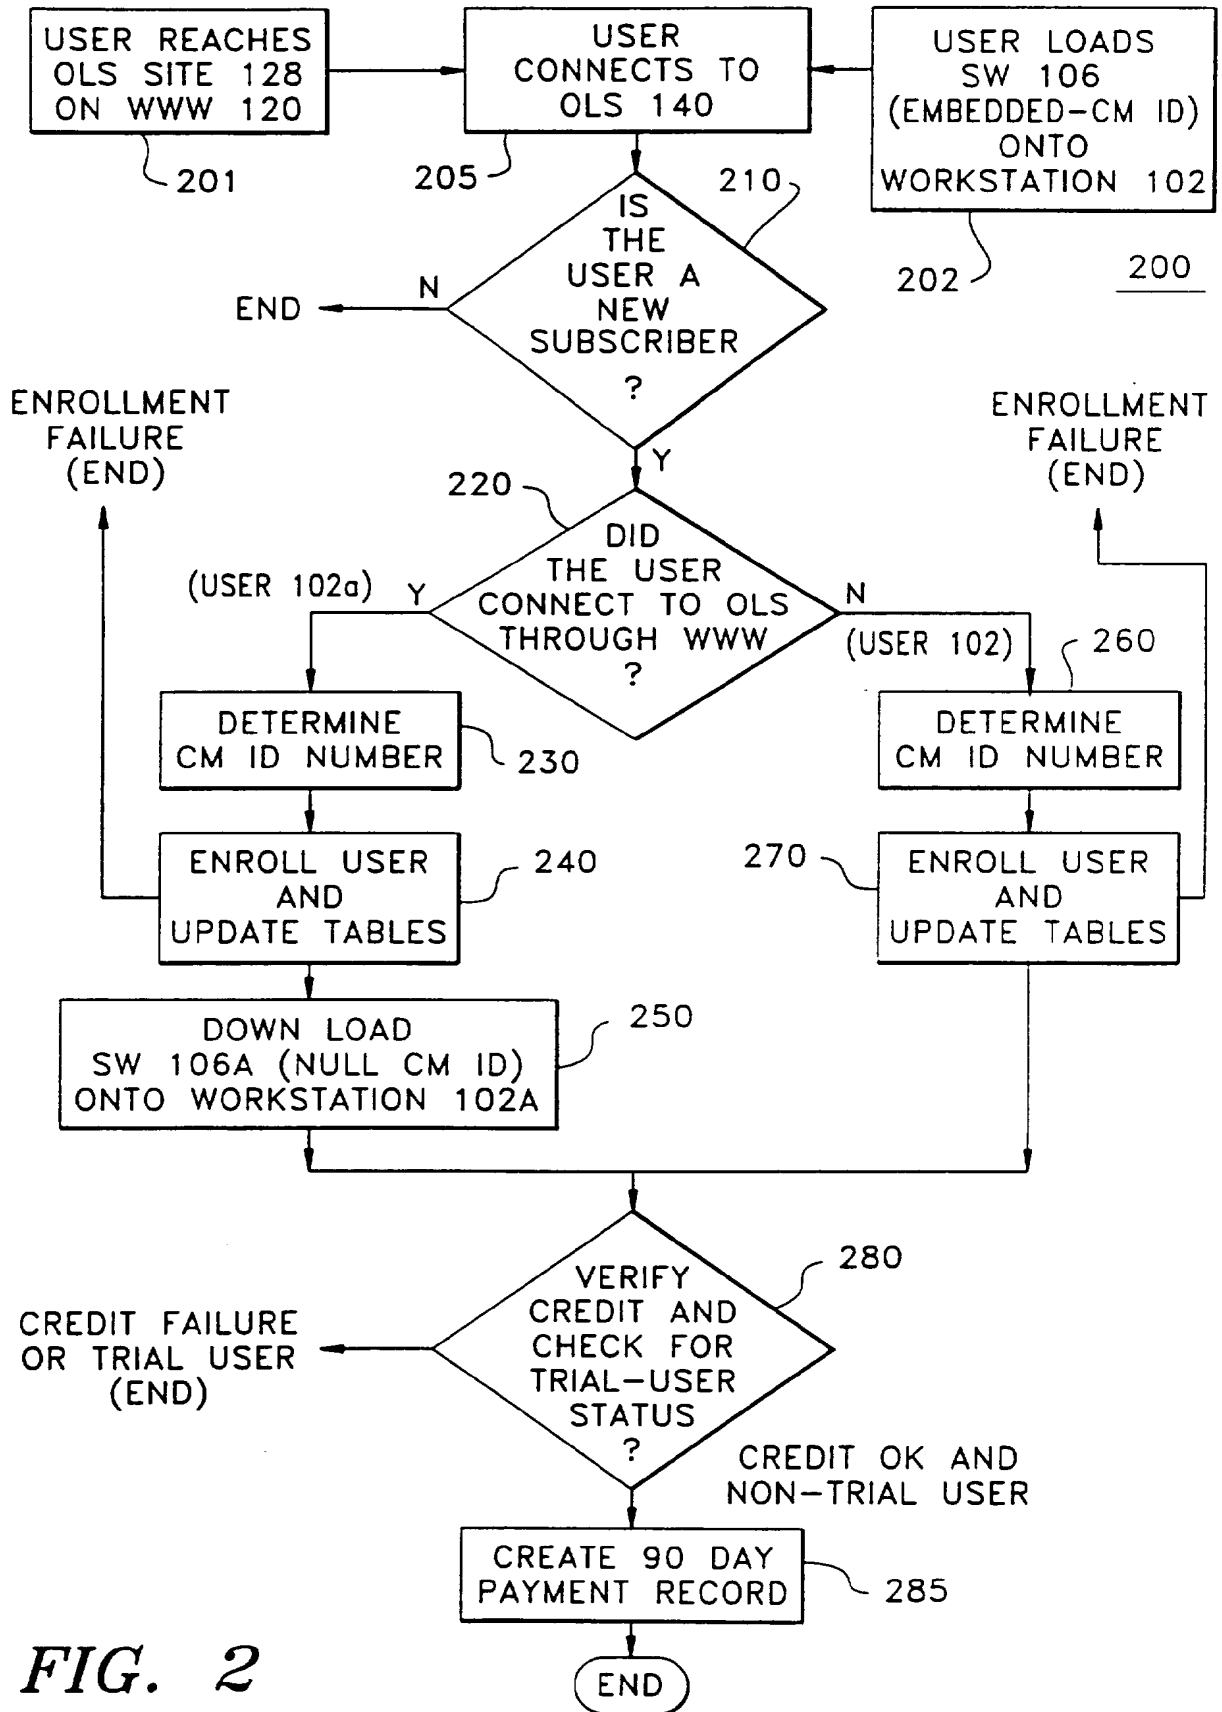 USER REACHES
OLS SITE 128
ON WWW 120
201
USER
CONNECTS TO
OLS 140
205
USER LOADS
SW 106
(EMBEDDED-CM ID)
ONTO
WORKSTATION 102
202
200
210
IS
THE
USER A
NEW
SUBSCRIBER
?
N
END
Y
ENROLLMENT
FAILURE
(END)
ENROLLMENT
FAILURE
(END)
220
DID
THE USER
CONNECT TO OLS
THROUGH WWW
?
(USER 102a)
Y
N
(USER 102)
260
DETERMINE
CM ID NUMBER
230
DETERMINE
CM ID NUMBER
ENROLL USER
AND
UPDATE TABLES
240
270
ENROLL USER
AND
UPDATE TABLES
DOWN LOAD
SW 106A (NULL CM ID)
ONTO WORKSTATION 102A
250
280
VERIFY
CREDIT AND
CHECK FOR
TRIAL-USER
STATUS
?
CREDIT FAILURE
OR TRIAL USER
(END)
CREDIT OK AND
NON-TRIAL USER
CREATE 90 DAY
PAYMENT RECORD
285
END
FIG. 2